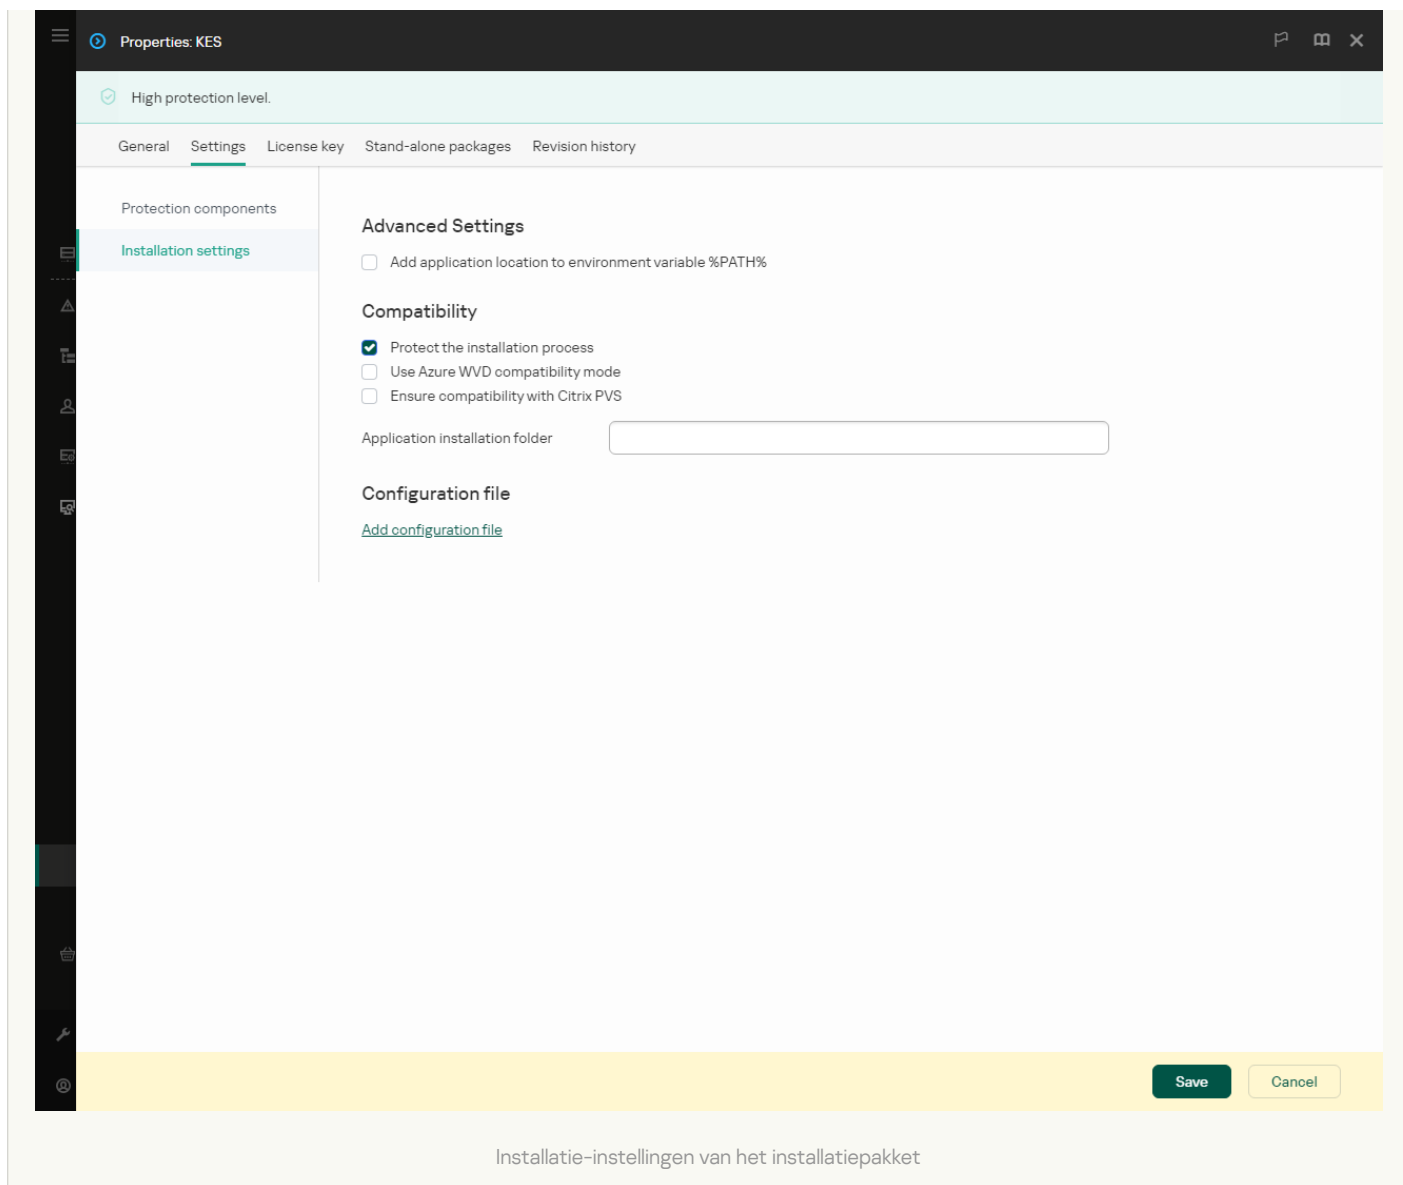 Properties: KES
High protection level.
General Settings License key Stand-alone packages Revision history
Protection components
Installation settings
Advanced Settings
Add application location to environment variable %PATH%
Compatibility
Protect the installation process
Use Azure WVD compatibility mode
Ensure compatibility with Citrix PVS
Application installation folder
Configuration file
Add configuration file
Save Cancel
Installatie-instellingen van het installatiepakket